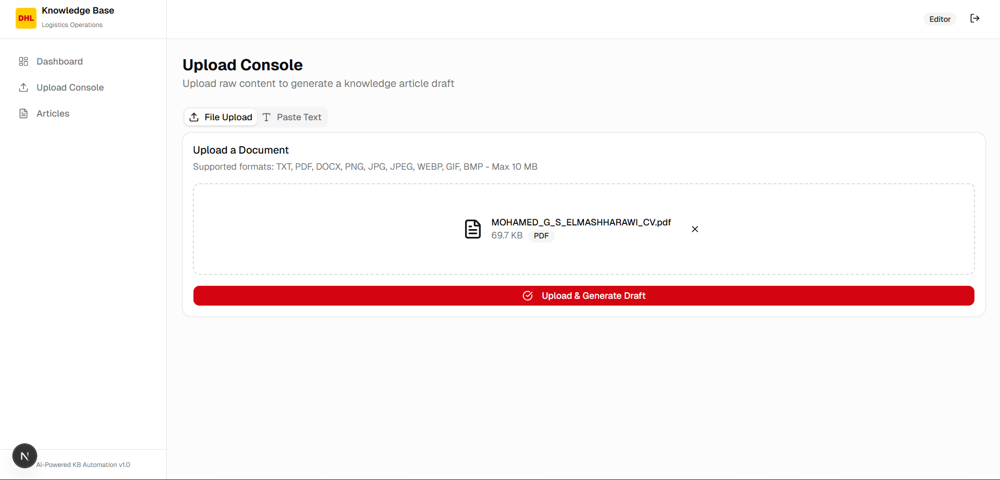 DHL
Knowledge Base
Logistics Operations
Editor
Dashboard
Upload Console
Articles
Upload Console
Upload raw content to generate a knowledge article draft
File Upload
Paste Text
Upload a Document
Supported formats: TXT, PDF, DOCX, PNG, JPG, JPEG, WEBP, GIF, BMP - Max 10 MB
MOHAMED_G_S_ELMASHHARAWI_CV.pdf
69.7 KB PDF
Upload & Generate Draft
N
AI-Powered KB Automation v1.0